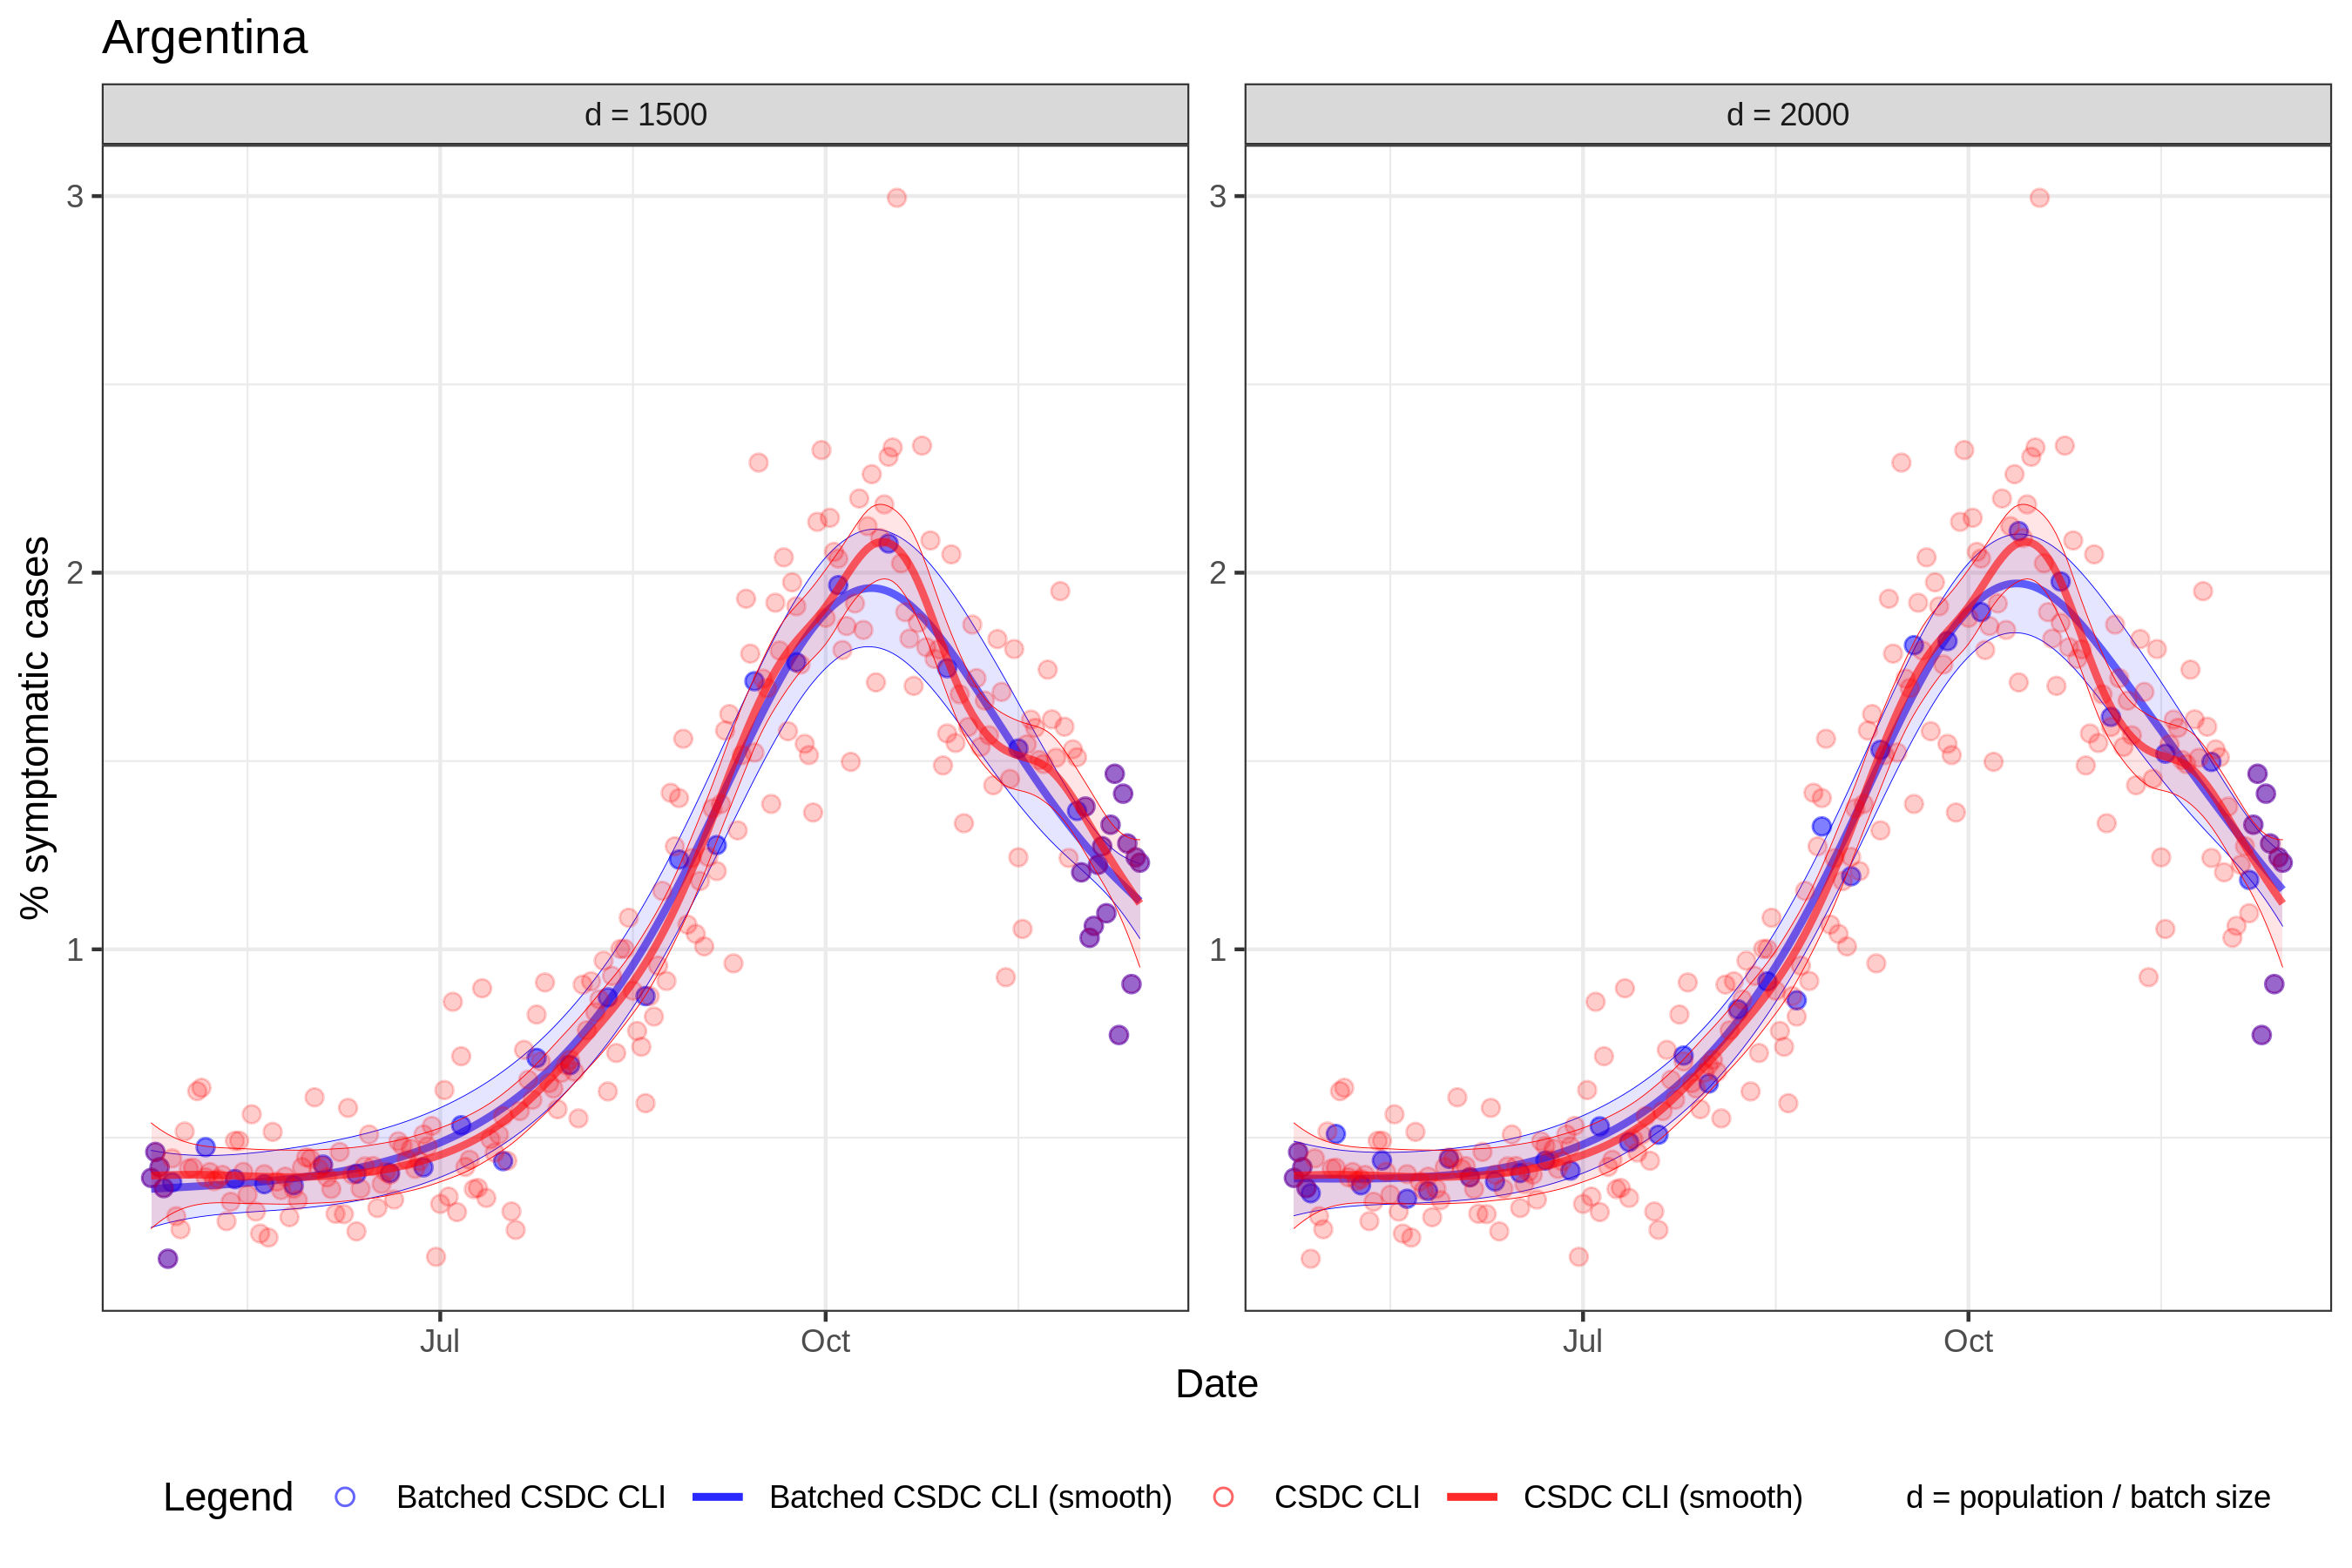 Argentina
d = 1500
d = 2000
% symptomatic cases
3
2
1
3
2
1
Jul
Oct
Jul
Oct
Date
Legend Batched CSDC CLI Batched CSDC CLI (smooth) CSDC CLI CSDC CLI (smooth) d = population / batch size